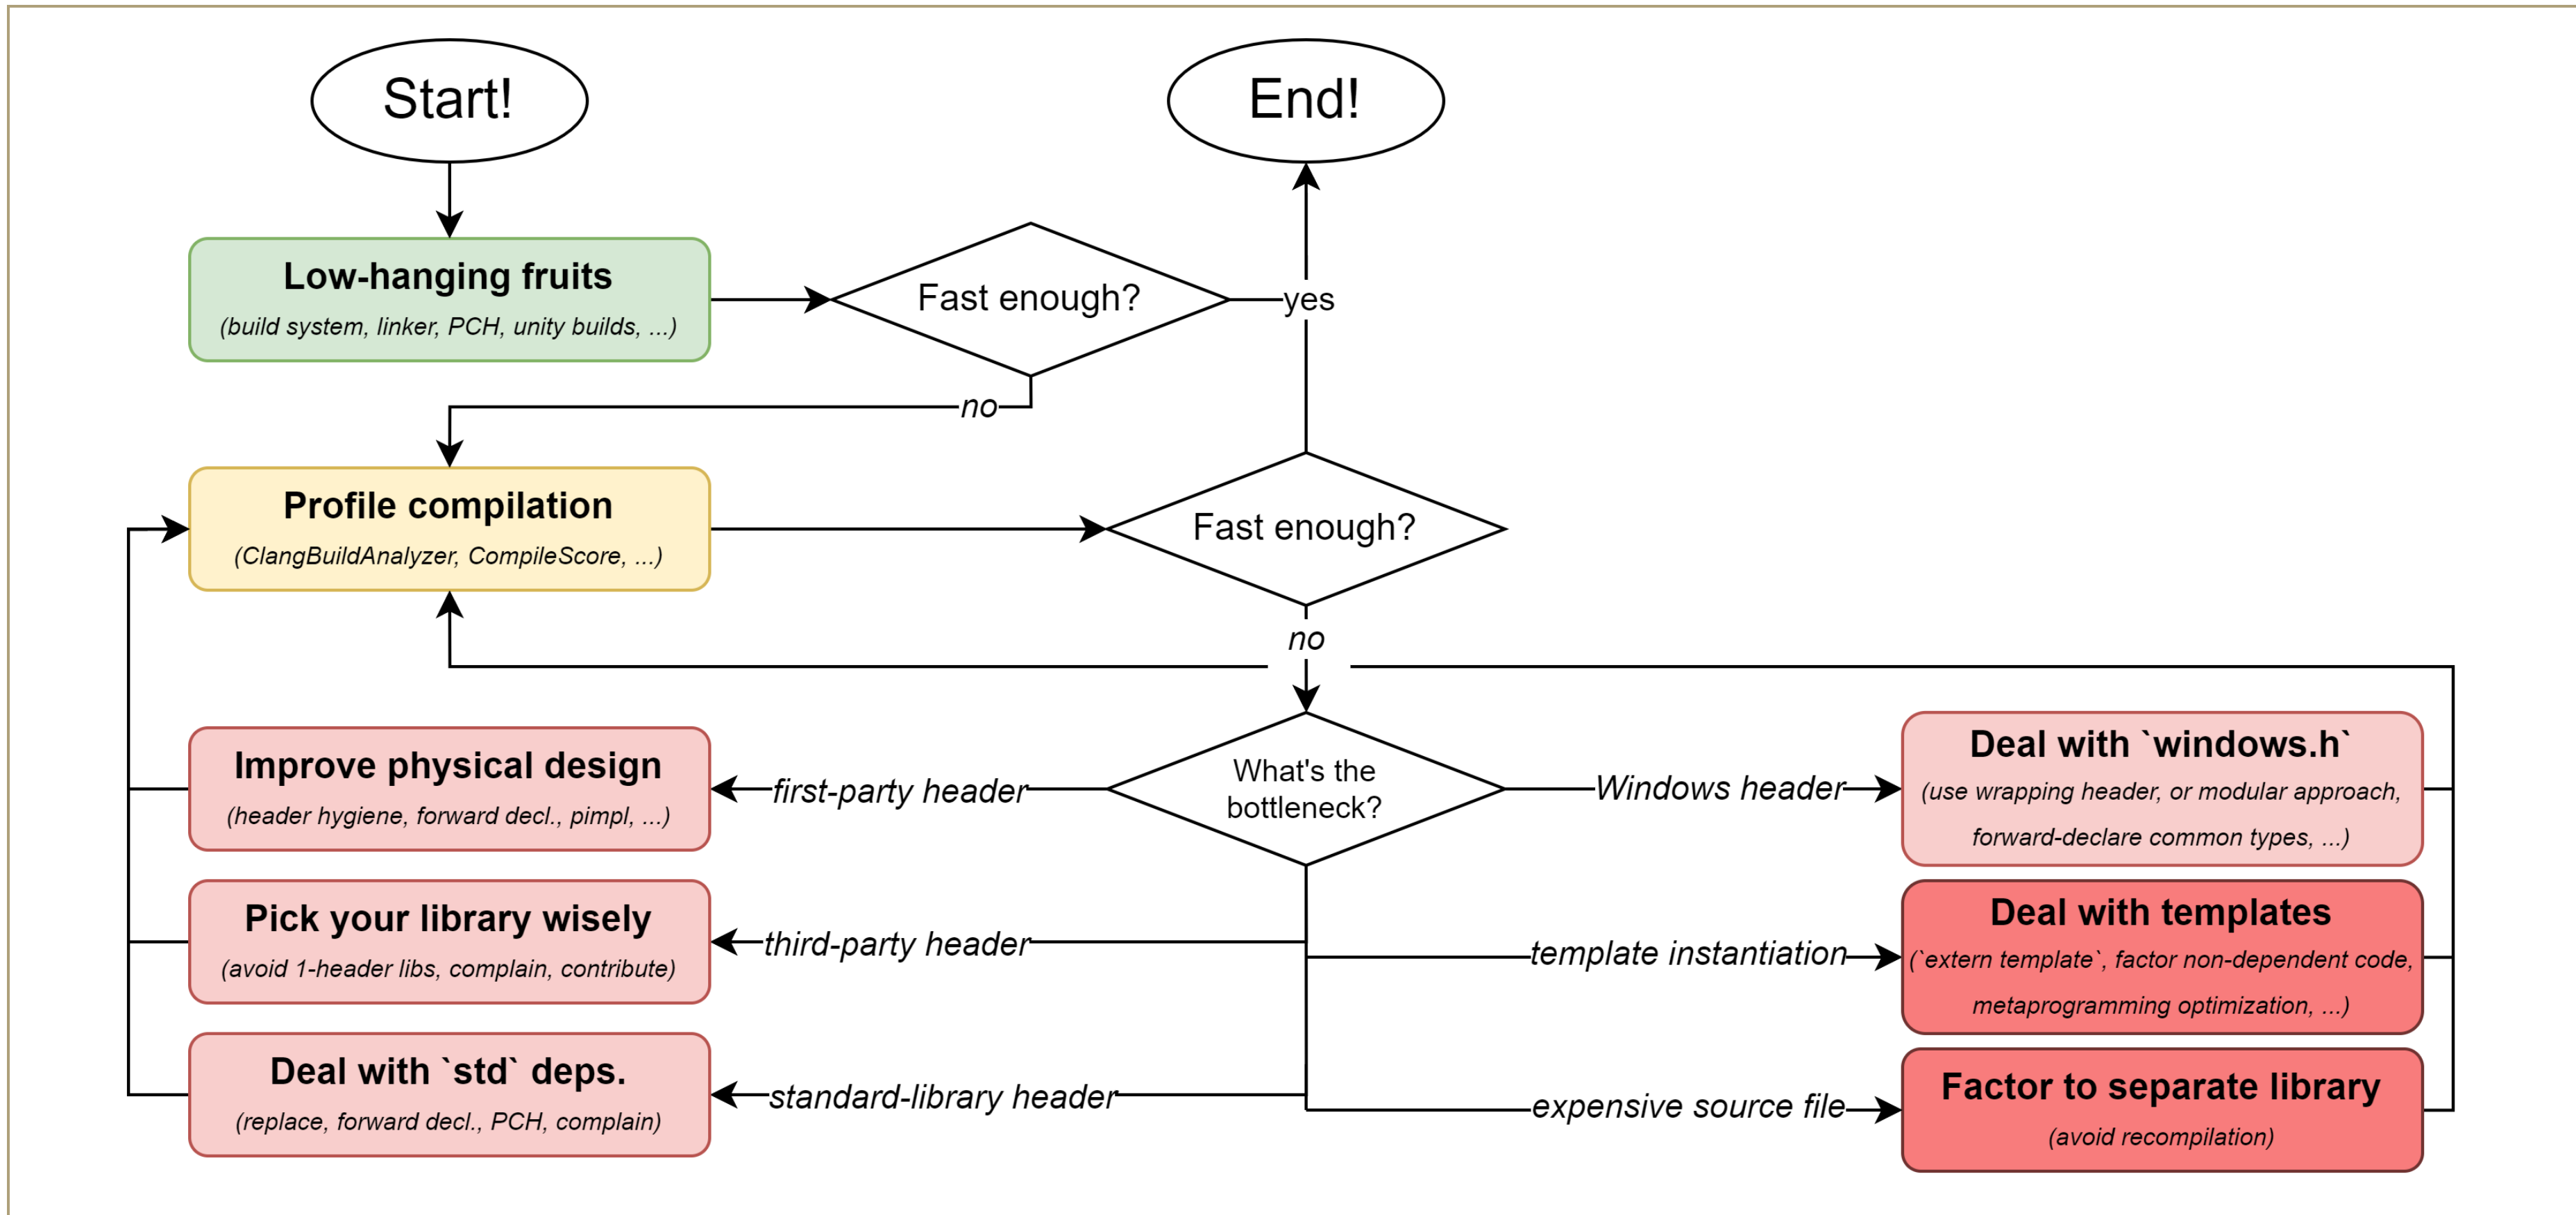 Start!
End!
Low-hanging fruits
(build system, linker, PCH, unity builds, ...)
Fast enough?
yes
no
Profile compilation
(ClangBuildAnalyzer, CompileScore, ...)
Fast enough?
no
Improve physical design
(header hygiene, forward decl., pimpl, ...)
first-party header
What's the
bottleneck?
Windows header
Deal with `windows.h`
(use wrapping header, or modular approach,
forward-declare common types, ...)
Pick your library wisely
(avoid 1-header libs, complain, contribute)
third-party header
template instantiation
Deal with templates
(`extern template`, factor non-dependent code,
metaprogramming optimization, ...)
Deal with `std` deps.
(replace, forward decl., PCH, complain)
standard-library header
expensive source file
Factor to separate library
(avoid recompilation)